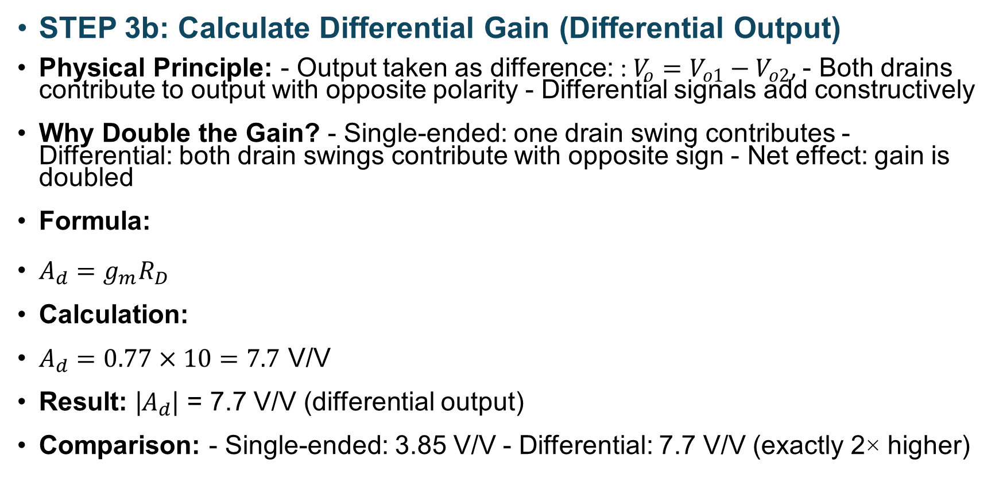 • STEP 3b: Calculate Differential Gain (Differential Output)
• Physical Principle: - Output taken as difference: : V_o = V_{o1} − V_{o2}, - Both drains
contribute to output with opposite polarity - Differential signals add constructively
• Why Double the Gain? - Single-ended: one drain swing contributes -
Differential: both drain swings contribute with opposite sign - Net effect: gain is
doubled
• Formula:
• A_d = g_m R_D
• Calculation:
• A_d = 0.77 × 10 = 7.7 V/V
• Result: |A_d| = 7.7 V/V (differential output)
• Comparison: - Single-ended: 3.85 V/V - Differential: 7.7 V/V (exactly 2× higher)